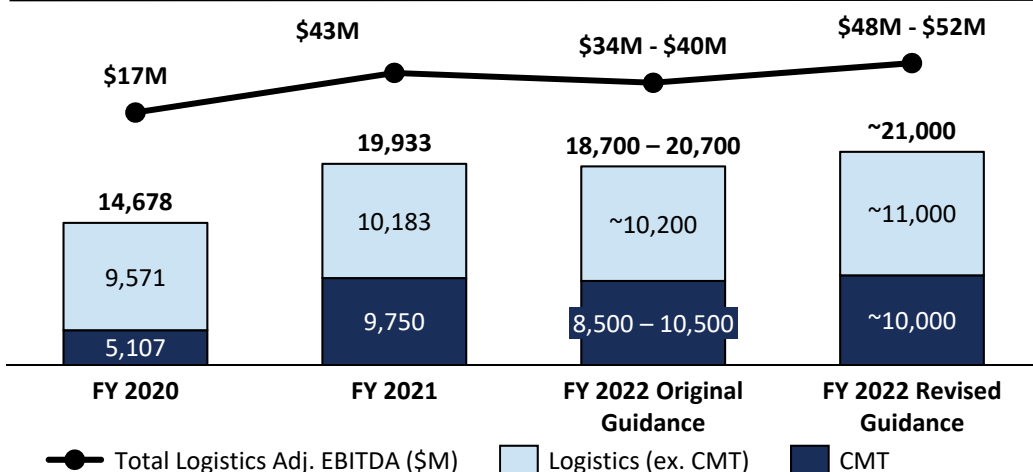 $17M
$43M
$34M - $40M
$48M - $52M
14,678
19,933
18,700 – 20,700
~21,000
9,571
10,183
~10,200
~11,000
5,107
9,750
8,500 – 10,500
~10,000
FY 2020
FY 2021
FY 2022 Original
Guidance
FY 2022 Revised
Guidance
Total Logistics Adj. EBITDA ($M)
Logistics (ex. CMT)
CMT